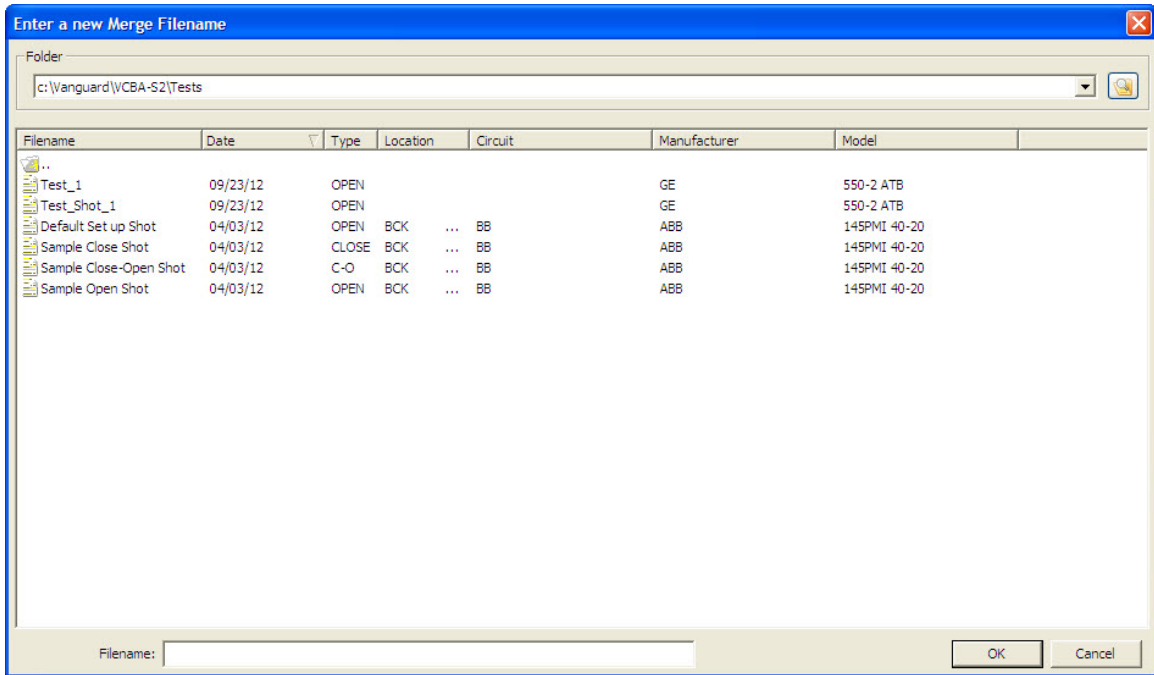 Enter a new Merge Filename
Folder
c:\Vanguard\VCBA-S2\Tests
Filename Date Type Location Circuit Manufacturer Model
..
Test_1 09/23/12 OPEN GE 550-2 ATB
Test_Shot_1 09/23/12 OPEN GE 550-2 ATB
Default Set up Shot 04/03/12 OPEN BCK ... BB ABB 145PMI 40-20
Sample Close Shot 04/03/12 CLOSE BCK ... BB ABB 145PMI 40-20
Sample Close-Open Shot 04/03/12 C-O BCK ... BB ABB 145PMI 40-20
Sample Open Shot 04/03/12 OPEN BCK ... BB ABB 145PMI 40-20
Filename: OK Cancel